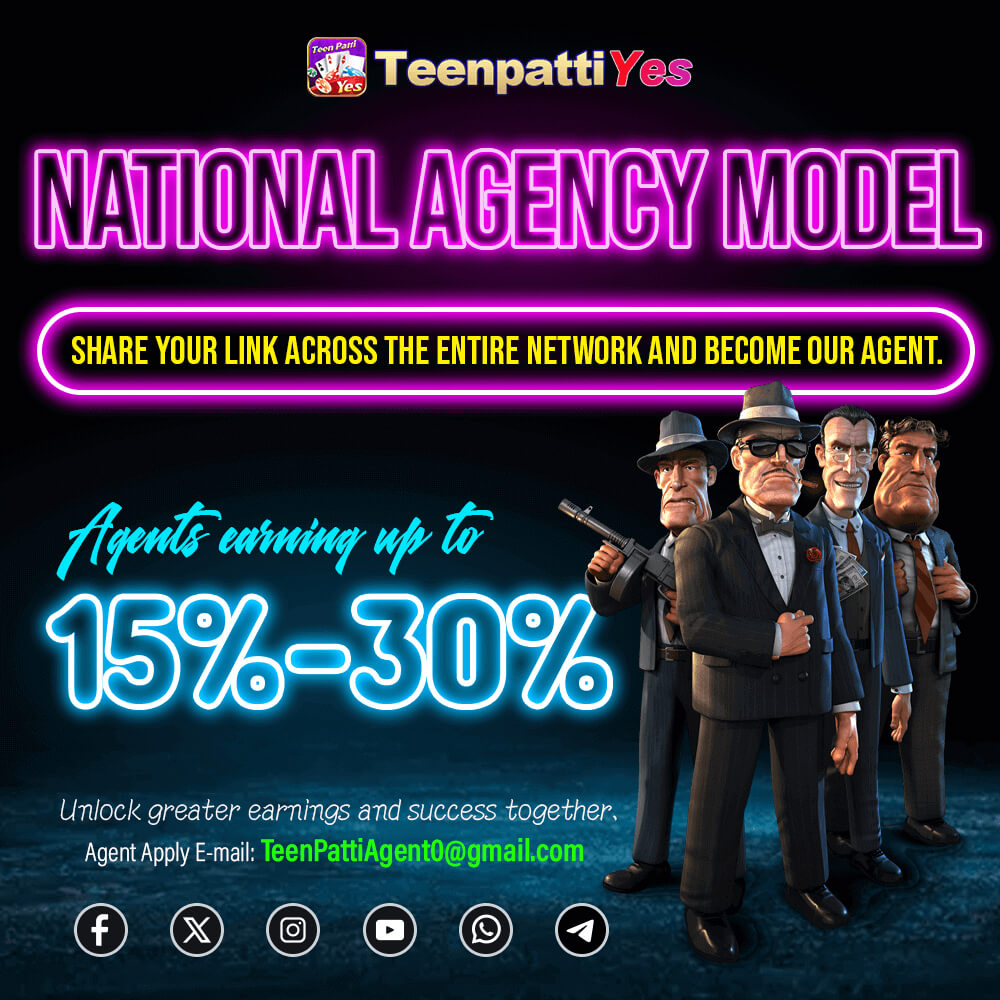 Teen Patti
Yes
TeenpattiYes
NATIONAL AGENCY MODEL
SHARE YOUR LINK ACROSS THE ENTIRE NETWORK AND BECOME OUR AGENT.
Agents earning up to
15%-30%
Unlock greater earnings and success together.
Agent Apply E-mail: TeenPattiAgent0@gmail.com